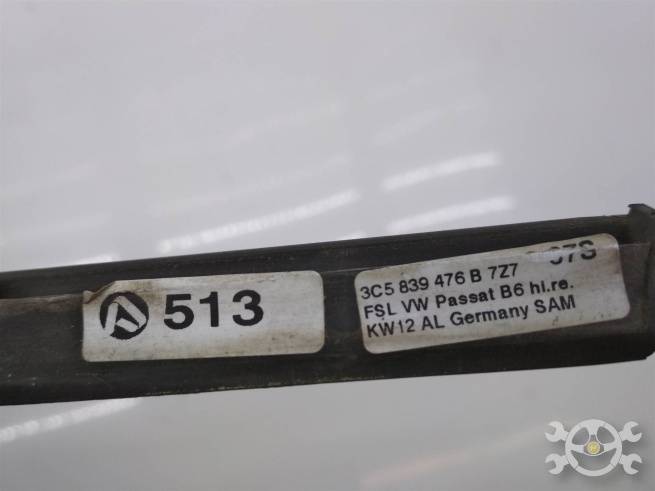 513
3C5 839 476 B 7Z7
FSL VW Passat B6 hi.re.
KW12 AL Germany SAM